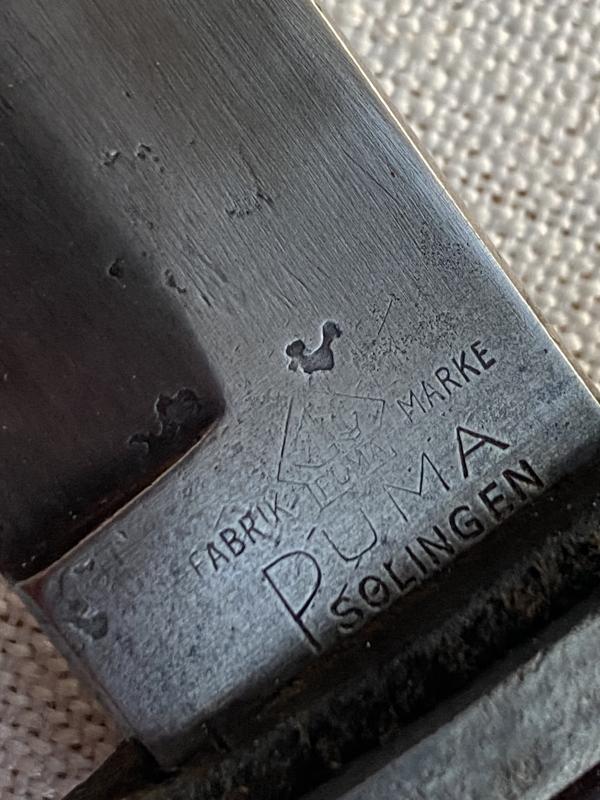 FABRIK- MARKE
PUMA
PUMA
SOLINGEN